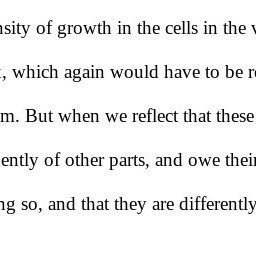 nsity of growth in the cells in the
, which again would have to be
m. But when we reflect that these
ently of other parts, and owe their
ng so, and that they are differently